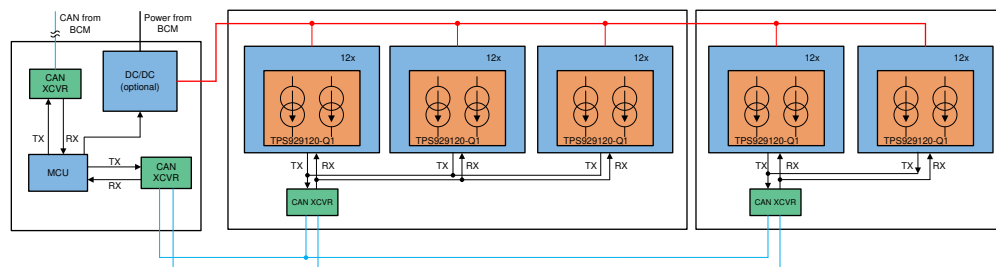 CAN from
BCM
Power from
BCM
CAN
XCVR
DC/DC
(optional)
TX
RX
MCU
TX
RX
CAN
XCVR
12x
TPS929120-Q1
12x
TPS929120-Q1
12x
TPS929120-Q1
TX
RX
TX
RX
TX
RX
CAN XCVR
12x
TPS929120-Q1
12x
TPS929120-Q1
TX
RX
TX
RX
CAN XCVR